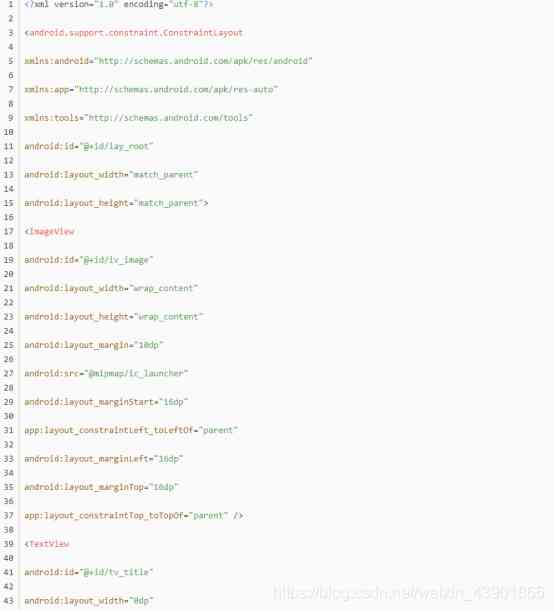 1 <?xml version="1.0" encoding="utf-8"?>
2
3 <android.support.constraint.ConstraintLayout
4
5 xmlns:android="http://schemas.android.com/apk/res/android"
6
7 xmlns:app="http://schemas.android.com/apk/res-auto"
8
9 xmlns:tools="http://schemas.android.com/tools"
10
11 android:id="@+id/lay_root"
12
13 android:layout_width="match_parent"
14
15 android:layout_height="match_parent">
16
17 <ImageView
18
19 android:id="@+id/iv_image"
20
21 android:layout_width="wrap_content"
22
23 android:layout_height="wrap_content"
24
25 android:layout_margin="10dp"
26
27 android:src="@mipmap/ic_launcher"
28
29 android:layout_marginStart="16dp"
30
31 app:layout_constraintLeft_toLeftOf="parent"
32
33 android:layout_marginLeft="16dp"
34
35 android:layout_marginTop="16dp"
36
37 app:layout_constraintTop_toTopOf="parent" />
38
39 <TextView
40
41 android:id="@+id/tv_title"
42
43 android:layout_width="0dp"
https://blog.csdn.net/weixin_43901866